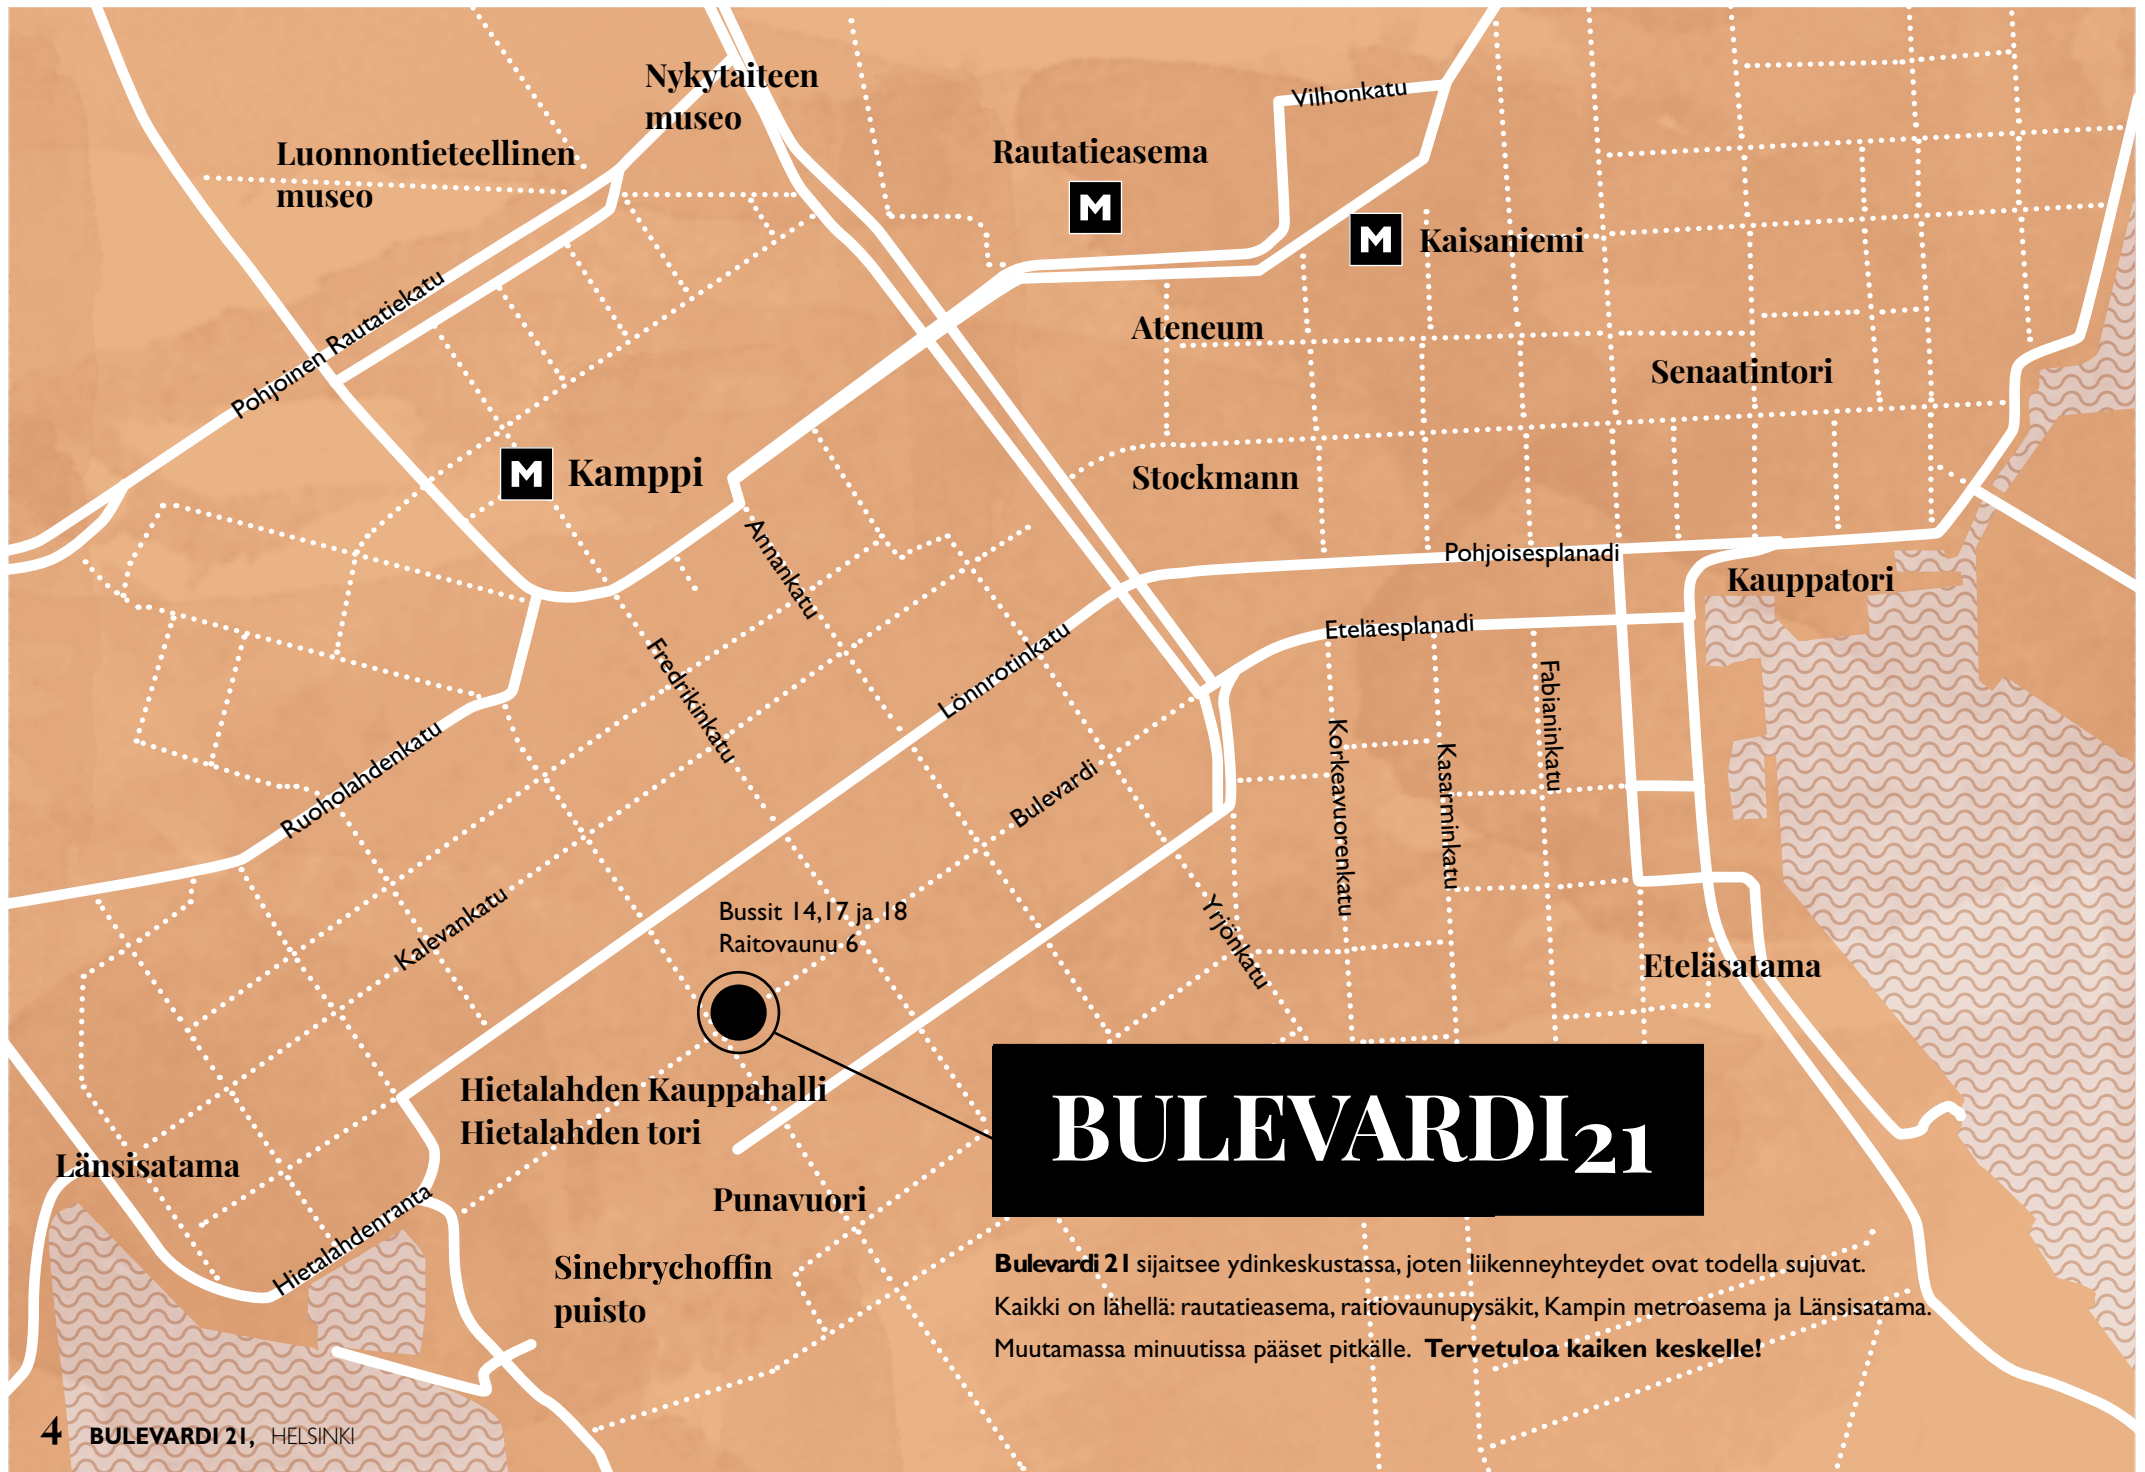 Nykytaiteen
museo
Luonnontieteellinen
museo
Vilhonkatu
Rautatieasema
M
M Kaisaniemi
Pohjoinen Rautatiekatu
Ateneum
Senaatintori
M Kamppi
Stockmann
Annankatu
Pohjoisesplanadi
Kauppatori
Eteläesplanadi
Fredrikinkatu
Lönnrotinkatu
Fabianinkatu
Korkeavuorenkatu
Kasarminkatu
Ruoholahdenkatu
Bulevardi
Kalevankatu
Bussit 14,17 ja 18
Raitovaunu 6
Yrjönkatu
Eteläsatama
Hietalahden Kauppahalli
Hietalahden tori
BULEVARDI21
Länsisatama
Hietalahdenranta
Punavuori
Sinebrychoffin
puisto
Bulevardi 21 sijaitsee ydinkeskustassa, joten liikenneyhteydet ovat todella sujuvat.
Kaikki on lähellä: rautatieasema, raitiovaunupysäkit, Kampin metroasema ja Länsisatama.
Muutamassa minuutissa pääset pitkälle. Tervetuloa kaiken keskelle!
4 BULEVARDI 21, HELSINKI